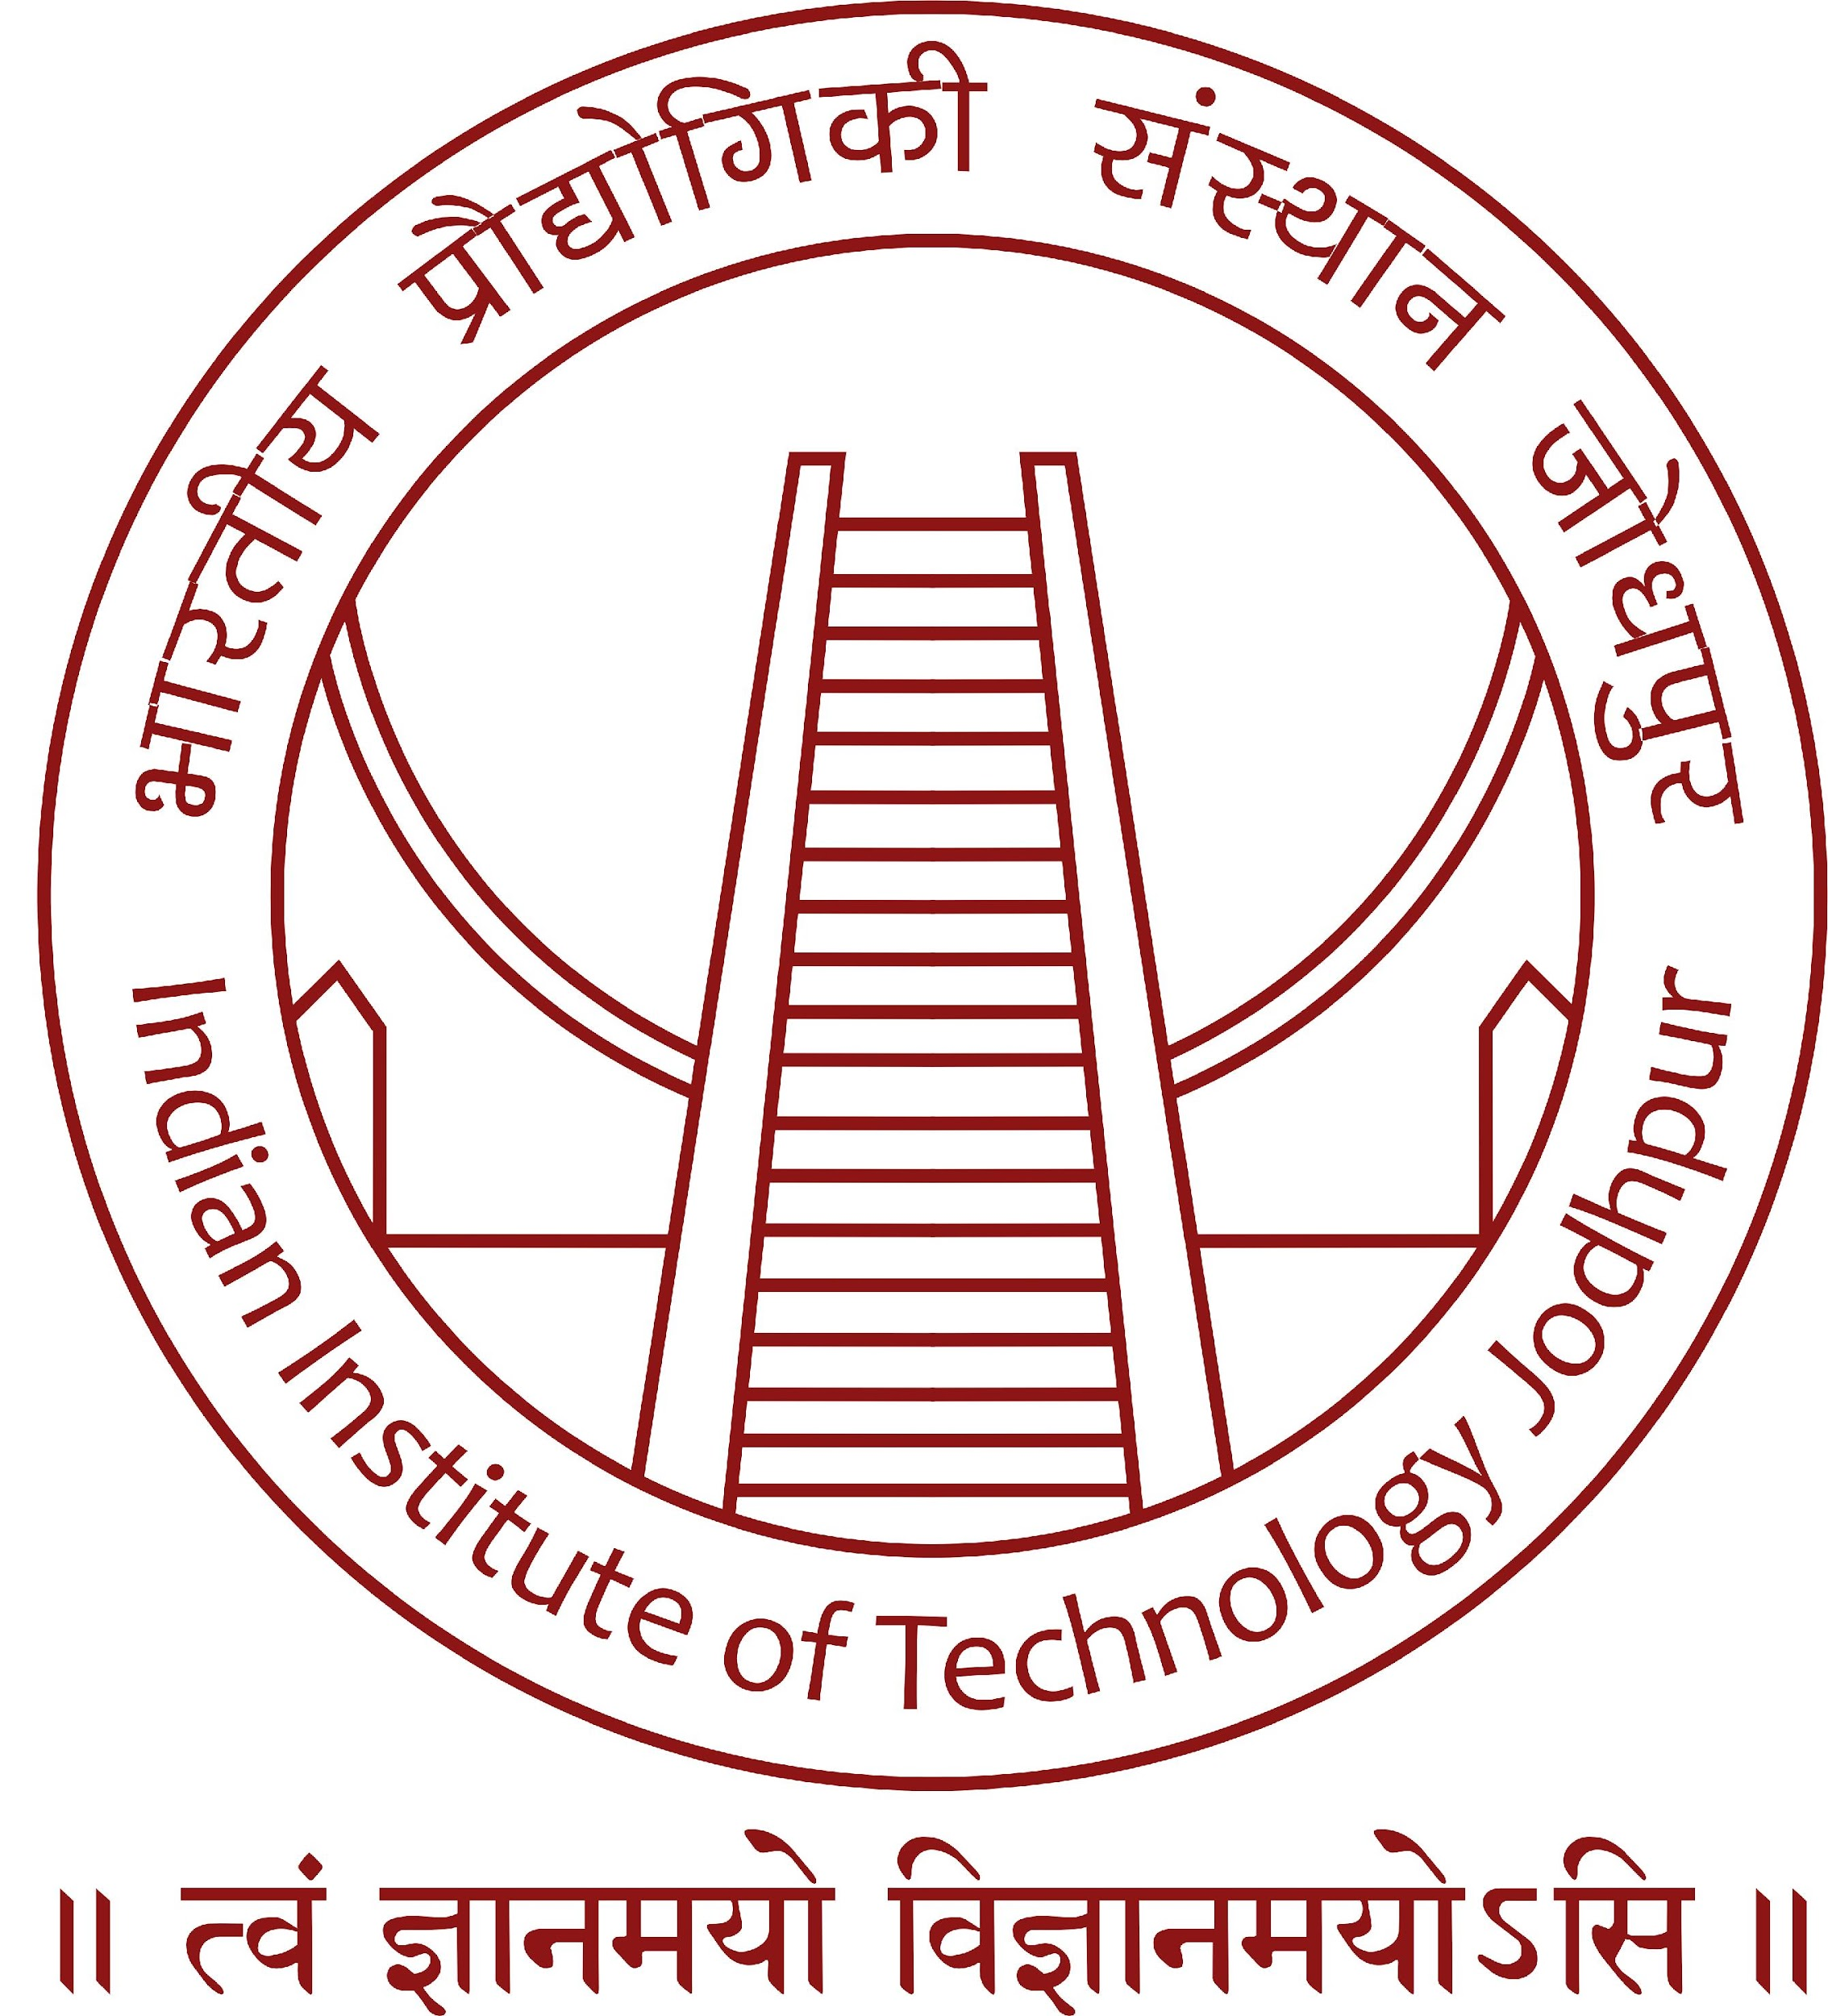 भारतीय प्रौद्योगिकी संस्थान जोधपुर
Indian Institute of Technology Jodhpur
॥ त्वं ज्ञानमयो विज्ञानमयोऽसि ॥